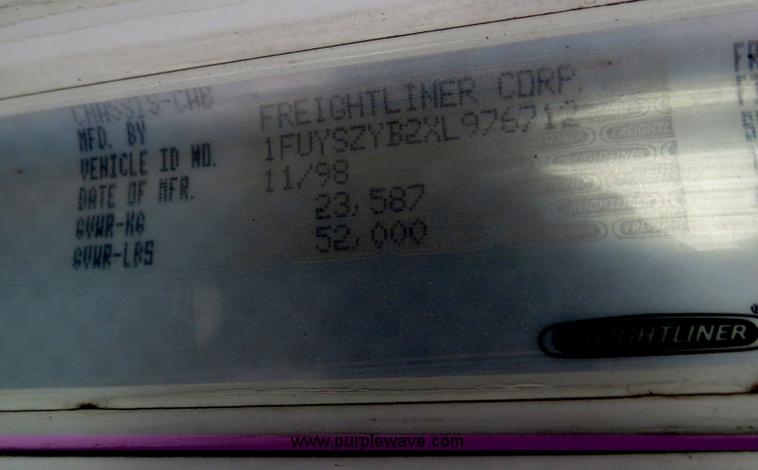 CHASSIS-CAB
MFD. BY FREIGHTLINER CORP.
VEHICLE ID NO. 1FUYSZYB2XL976712
DATE OF MFR. 11/98
GVWR-KG 23,587
GVWR-LBS 52,000
FREIGHTLINER
www.purplewave.com